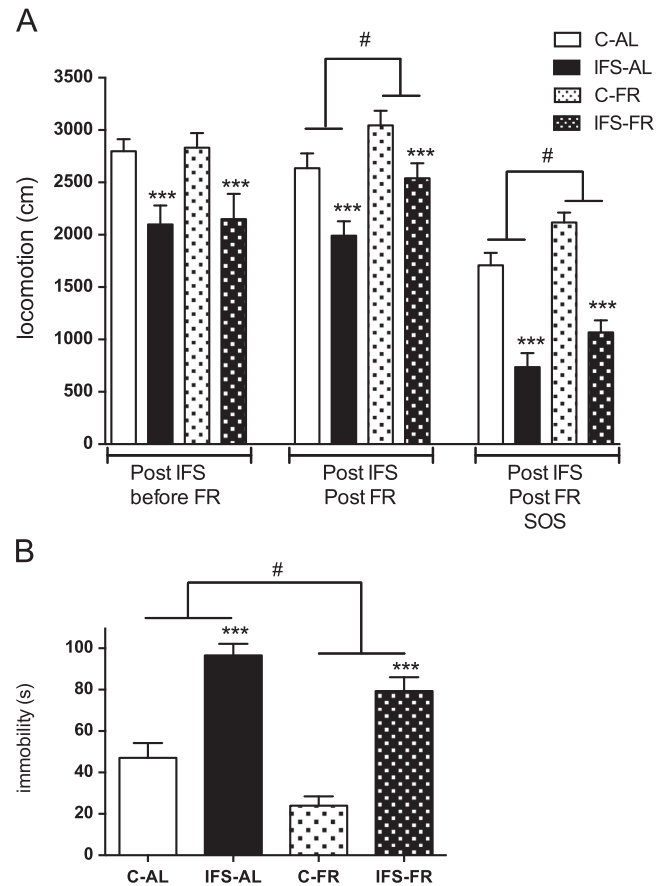 A
#
C-AL
IFS-AL
C-FR
IFS-FR
3500
3000
2500
2000
1500
1000
500
0
locomotion (cm)
***
***
***
***
#
***
***
Post IFS
before FR
Post IFS
Post FR
Post IFS
Post FR
SOS
B
#
100
80
60
40
20
0
immobility (s)
***
***
C-AL IFS-AL C-FR IFS-FR